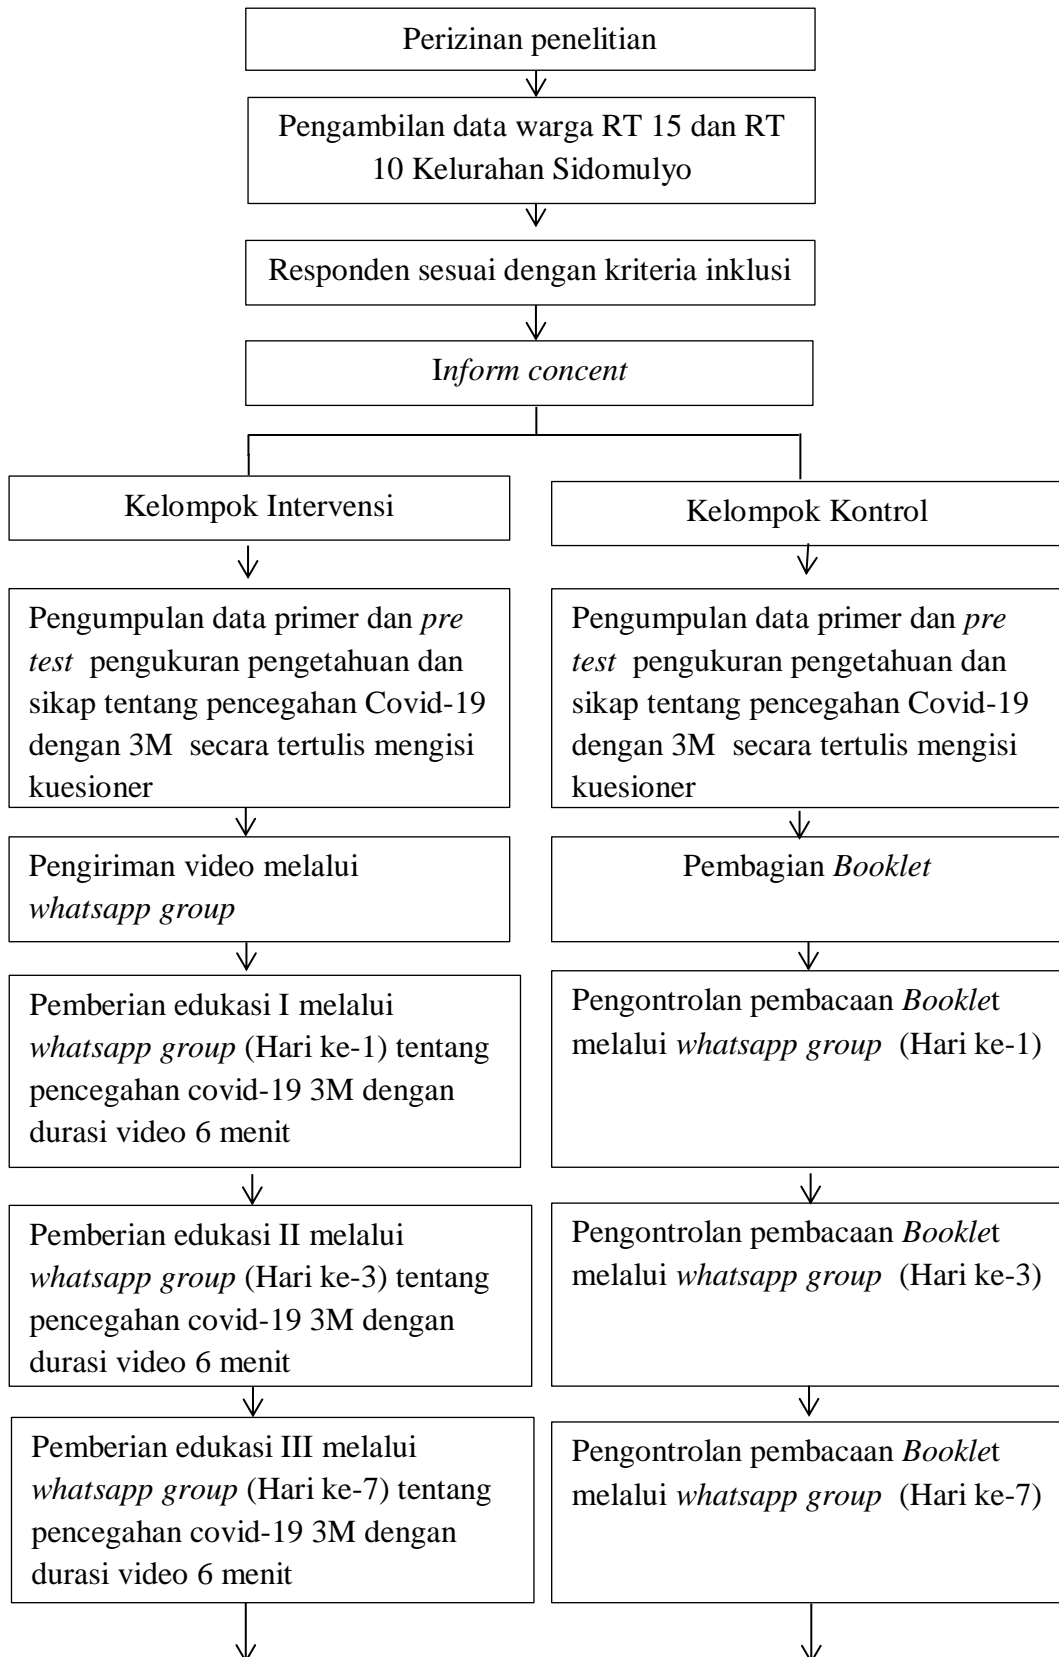 Perizinan penelitian
Pengambilan data warga RT 15 dan RT
10 Kelurahan Sidomulyo
Responden sesuai dengan kriteria inklusi
Inform concent
Kelompok Intervensi
Kelompok Kontrol
Pengumpulan data primer dan pre
test pengukuran pengetahuan dan
sikap tentang pencegahan Covid-19
dengan 3M secara tertulis mengisi
kuesioner
Pengumpulan data primer dan pre
test pengukuran pengetahuan dan
sikap tentang pencegahan Covid-19
dengan 3M secara tertulis mengisi
kuesioner
Pengiriman video melalui
whatsapp group
Pembagian Booklet
Pemberian edukasi I melalui
whatsapp group (Hari ke-1) tentang
pencegahan covid-19 3M dengan
durasi video 6 menit
Pengontrolan pembacaan Booklet
melalui whatsapp group (Hari ke-1)
Pemberian edukasi II melalui
whatsapp group (Hari ke-3) tentang
pencegahan covid-19 3M dengan
durasi video 6 menit
Pengontrolan pembacaan Booklet
melalui whatsapp group (Hari ke-3)
Pemberian edukasi III melalui
whatsapp group (Hari ke-7) tentang
pencegahan covid-19 3M dengan
durasi video 6 menit
Pengontrolan pembacaan Booklet
melalui whatsapp group (Hari ke-7)